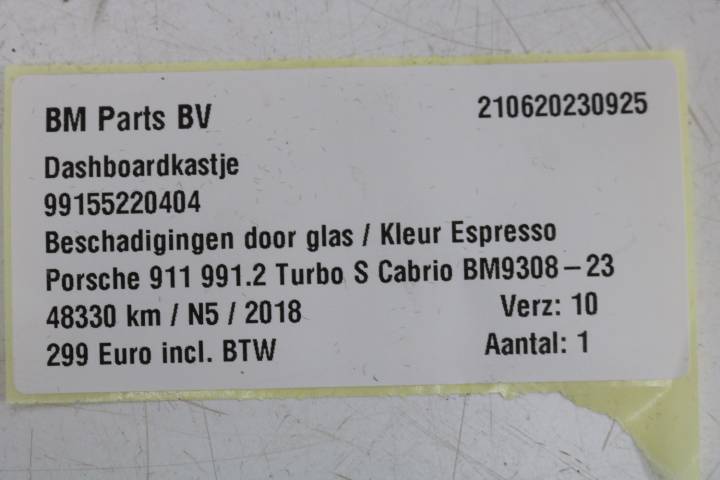 BM Parts BV 210620230925
Dashboardkastje
99155220404
Beschadigingen door glas / Kleur Espresso
Porsche 911 991.2 Turbo S Cabrio BM9308-23
48330 km / N5 / 2018 Verz: 10
299 Euro incl. BTW Aantal: 1